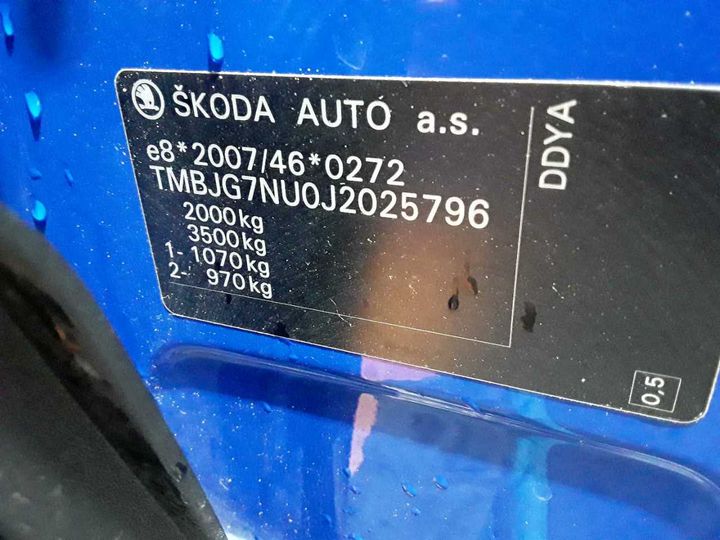 ŠKODA AUTO a.s.
e8*2007/46*0272
TMBJG7NU0J2025796
2000kg
3500kg
1- 1070kg
2- 970kg
DDYA
0,5